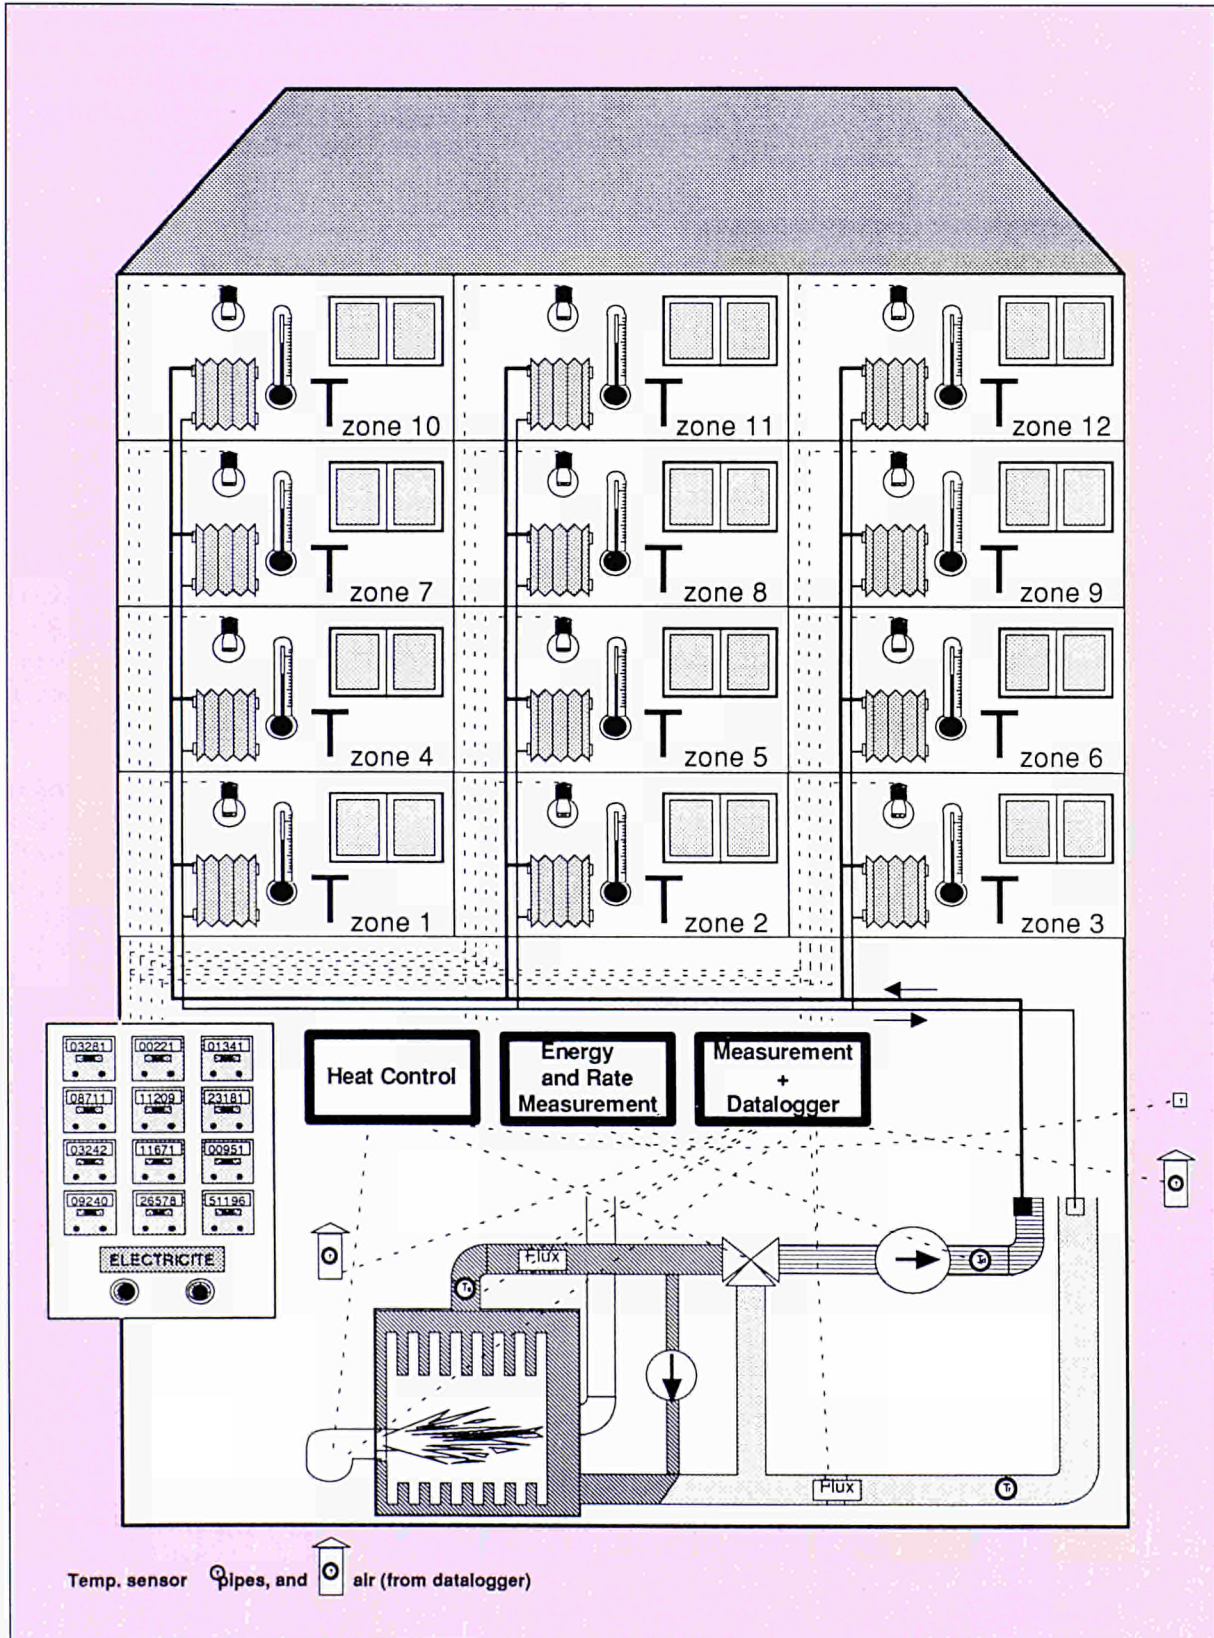 zone 10 zone 11 zone 12
zone 7 zone 8 zone 9
zone 4 zone 5 zone 6
zone 1 zone 2 zone 3
03281 00221 01341
08711 11209 23181
03242 11671 00951
09240 26578 51196
ELECTRICITE
Heat Control
Energy
and Rate
Measurement
Measurement
+
Datalogger
Flux
Flux
Temp. sensor pipes, and air (from datalogger)